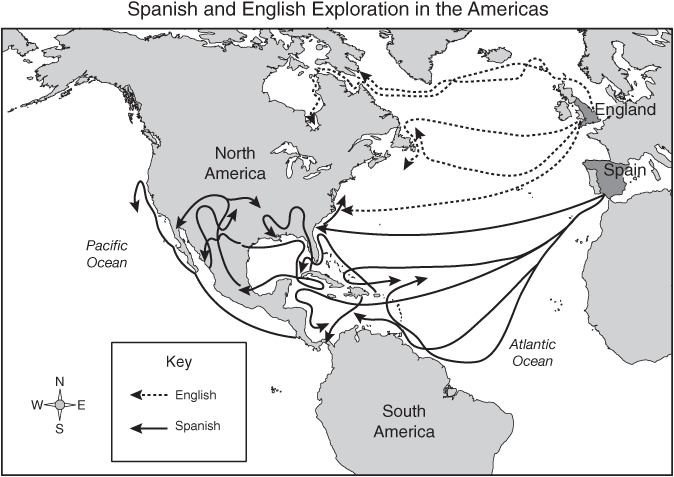 Spanish and English Exploration in the Americas
England
North
America
Spain
Pacific
Ocean
Atlantic
Ocean
Key
English
Spanish
N
W E
S
South
America